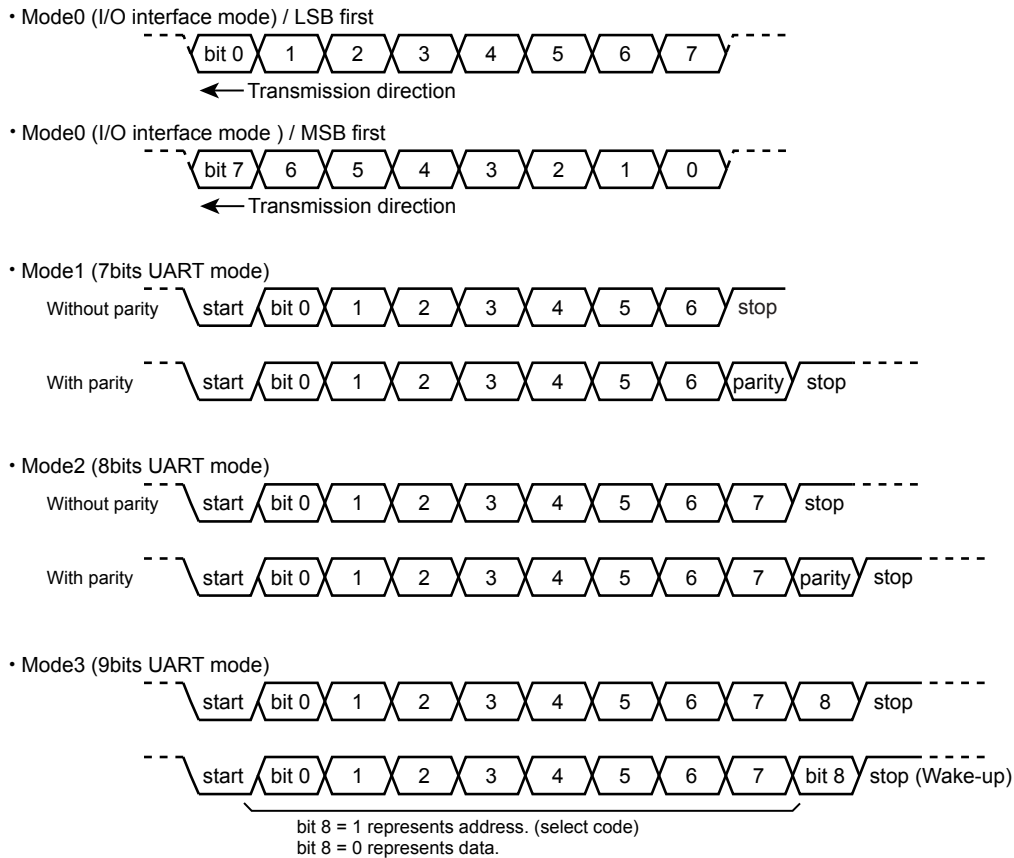 ・Mode0 (I/O interface mode) / LSB first
bit 0 1 2 3 4 5 6 7
Transmission direction
・Mode0 (I/O interface mode ) / MSB first
bit 7 6 5 4 3 2 1 0
Transmission direction
・Mode1 (7bits UART mode)
Without parity start bit 0 1 2 3 4 5 6 stop
With parity start bit 0 1 2 3 4 5 6 parity stop
・Mode2 (8bits UART mode)
Without parity start bit 0 1 2 3 4 5 6 7 stop
With parity start bit 0 1 2 3 4 5 6 7 parity stop
・Mode3 (9bits UART mode)
start bit 0 1 2 3 4 5 6 7 8 stop
start bit 0 1 2 3 4 5 6 7 bit 8 stop (Wake-up)
bit 8 = 1 represents address. (select code)
bit 8 = 0 represents data.